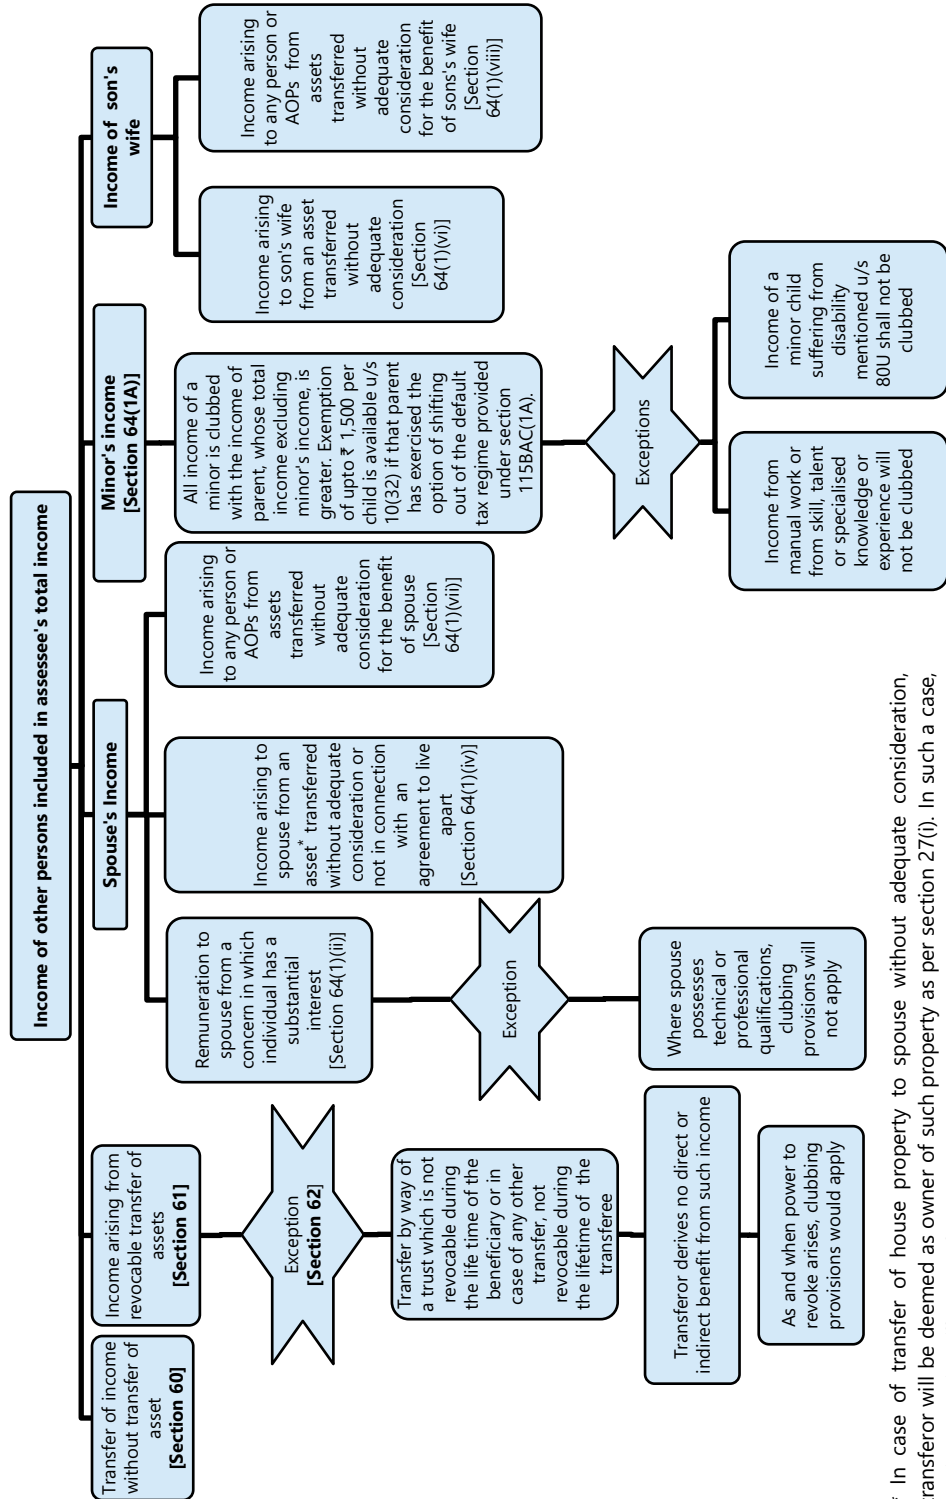 Income of other persons included in assessee's total income
Transfer of income
without transfer of
asset
[Section 60]
Income arising from
revocable transfer of
assets
[Section 61]
Exception
[Section 62]
Transfer by way of
a trust which is not
revocable during
the life time of the
beneficiary or in
case of any other
transfer, not
revocable during
the lifetime of the
transferee
Transferor derives no direct or
indirect benefit from such income
As and when power to
revoke arises, clubbing
provisions would apply
Spouse's Income
Remuneration to
spouse from a
concern in which
individual has a
substantial
interest
[Section 64(1)(ii)]
Exception
Where spouse
possesses
technical or
professional
qualifications,
clubbing
provisions will
not apply
Income arising to
spouse from an
asset* transferred
without adequate
consideration or
not in connection
with an
agreement to live
apart
[Section 64(1)(iv)]
Income arising
to any person or
AOPs from
assets
transferred
without
adequate
consideration
for the benefit
of spouse
[Section
64(1)(vii)]
Minor's income
[Section 64(1A)]
All income of a
minor is clubbed
with the income of
parent, whose total
income excluding
minor's income, is
greater. Exemption
of upto ₹ 1,500 per
child is available u/s
10(32) if that parent
has exercised the
option of shifting
out of the default
tax regime provided
under section
115BAC(1A).
Exceptions
Income from
manual work or
from skill, talent
or specialised
knowledge or
experience will
not be clubbed
Income of a
minor child
suffering from
disability
mentioned u/s
80U shall not be
clubbed
Income of son's
wife
Income arising
to son's wife
from an asset
transferred
without
adequate
consideration
[Section
64(1)(vi)]
Income arising
to any person or
AOPs from
assets
transferred
without
adequate
consideration
for the benefit
of sons's wife
[Section
64(1)(viii)]
* In case of transfer of house property to spouse without adequate consideration,
transferor will be deemed as owner of such property as per section 27(i). In such a case,